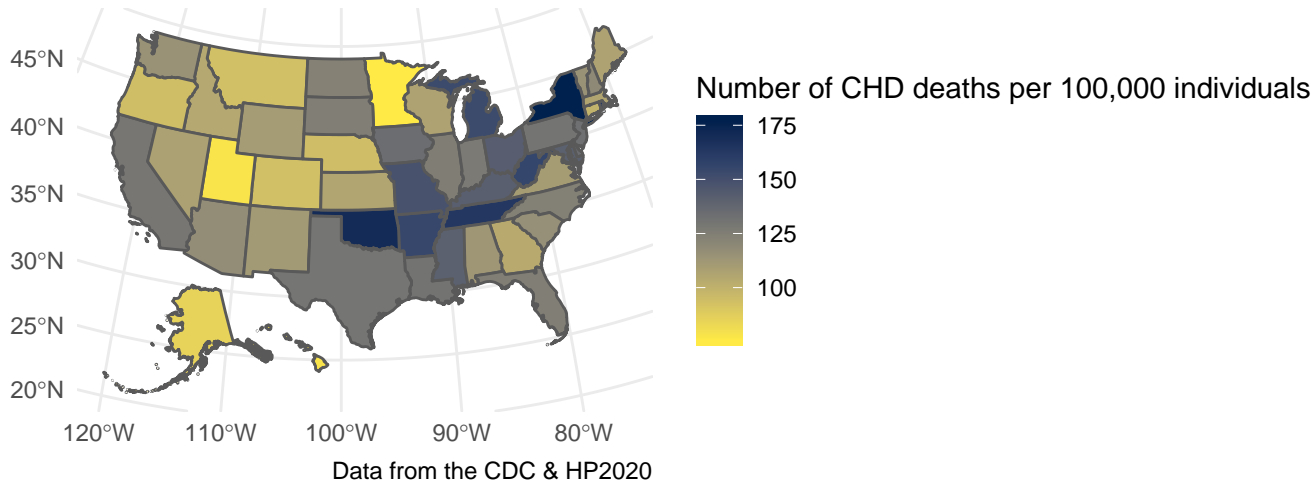 45°N
40°N
35°N
30°N
25°N
20°N
120°W 110°W 100°W 90°W 80°W
Data from the CDC & HP2020
Number of CHD deaths per 100,000 individuals
175
150
125
100